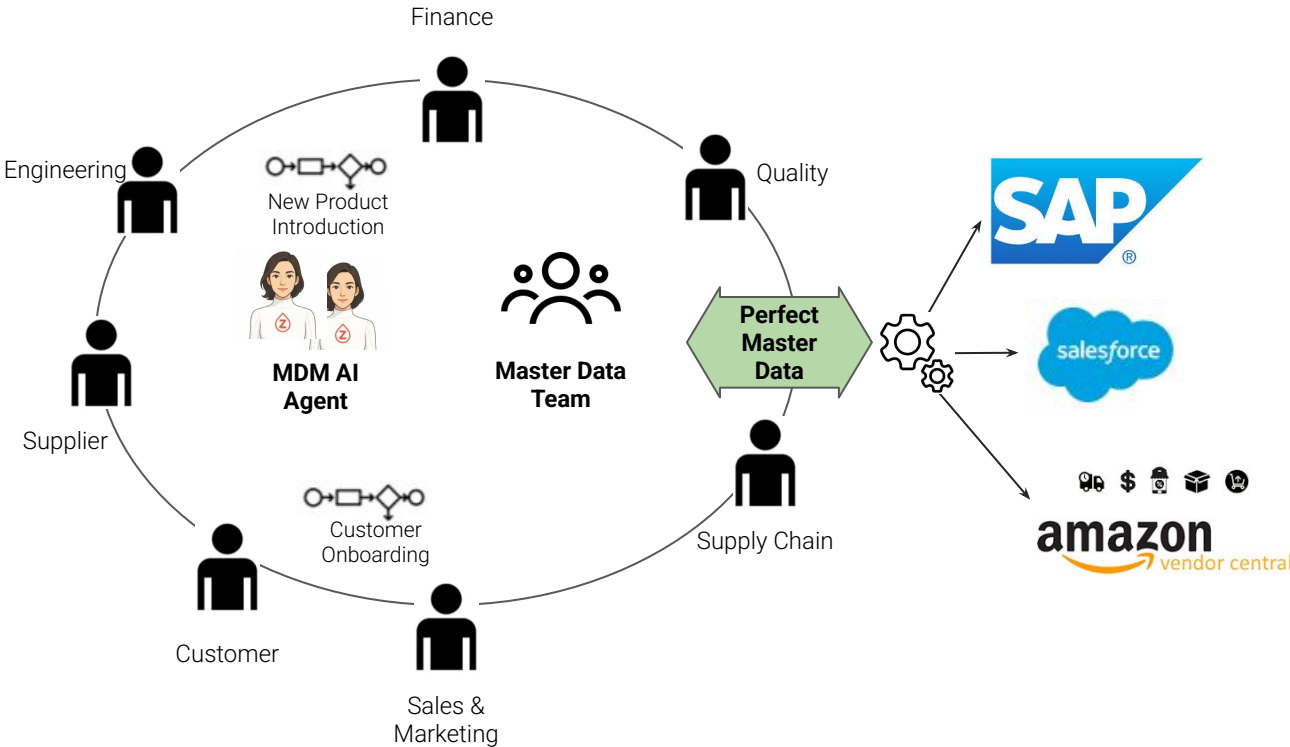 Finance
Engineering
Quality
New Product
Introduction
SAP
®
Z
Z
Perfect
Master
Data
salesforce
MDM AI
Agent
Master Data
Team
Supplier
Customer
Onboarding
Supply Chain
$
amazon
vendor central
Customer
Sales &
Marketing